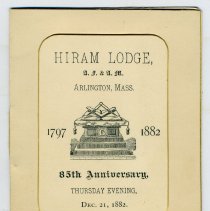 HIRAM LODGE,
A. F. & A. M.
ARLINGTON, MASS.
1797 1882
85th Anniversary,
THURSDAY EVENING,
DEC. 21, 1882.